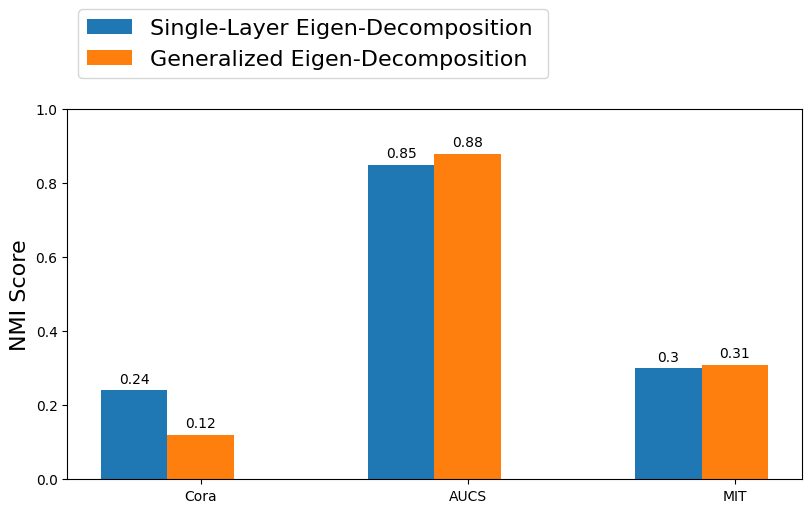 Single-Layer Eigen-Decomposition
Generalized Eigen-Decomposition
NMI Score
1.0
0.8
0.6
0.4
0.2
0.0
0.24
0.12
0.85
0.88
0.3
0.31
Cora
AUCS
MIT